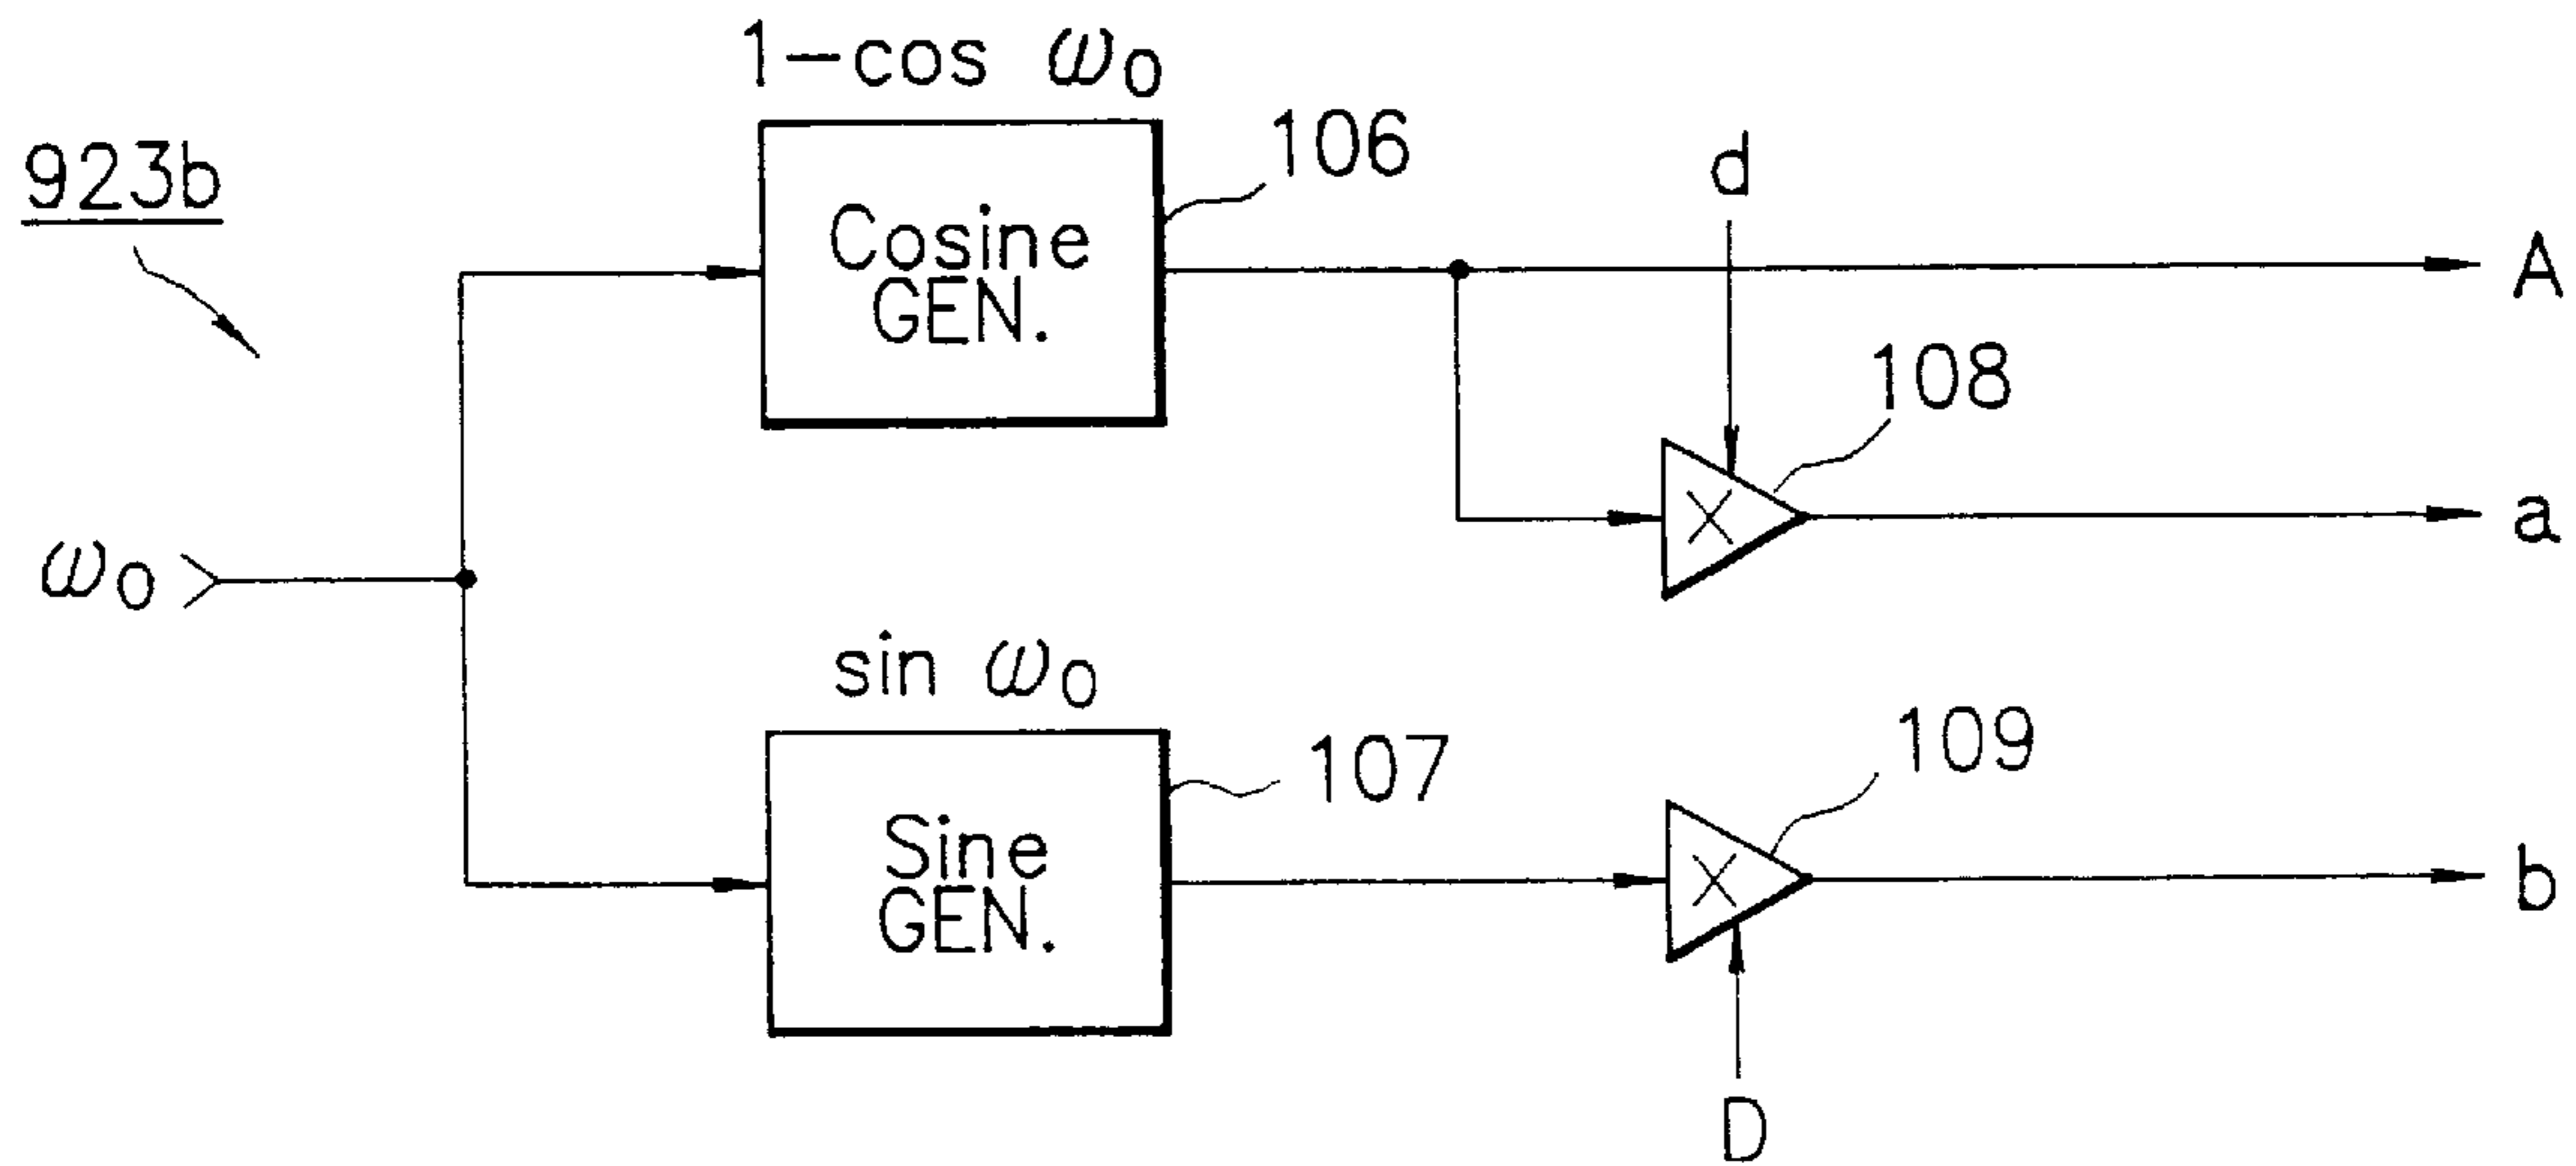 1-cos ω0
923b
106
d
Cosine
GEN.
A
108
X
a
ω0
sin ω0
107
109
Sine
GEN.
X
b
D